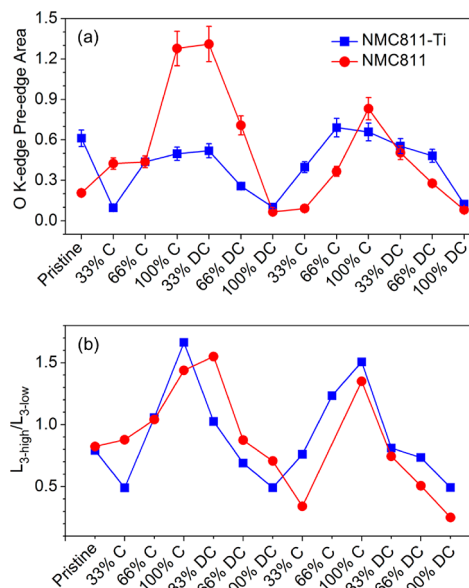 (a)
NMC811-Ti
NMC811
O K-edge Pre-edge Area
1.5
1.2
0.9
0.6
0.3
0.0
Pristine
33% C
66% C
100% C
33% DC
66% DC
100% DC
33% C
66% C
100% C
33% DC
66% DC
100% DC
(b)
L3-high/L3-low
1.5
1.0
0.5
Pristine
33% C
66% C
100% C
33% DC
66% DC
100% DC
33% C
66% C
100% C
33% DC
66% DC
00% DC